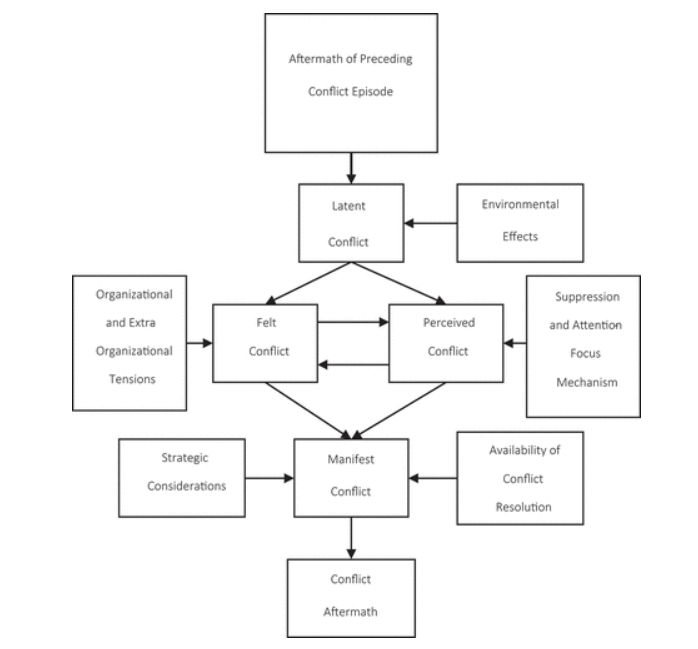 Aftermath of Preceding
Conflict Episode
Latent
Conflict
Environmental
Effects
Organizational
and Extra
Organizational
Tensions
Felt
Conflict
Perceived
Conflict
Suppression
and Attention
Focus
Mechanism
Strategic
Considerations
Manifest
Conflict
Availability of
Conflict
Resolution
Conflict
Aftermath